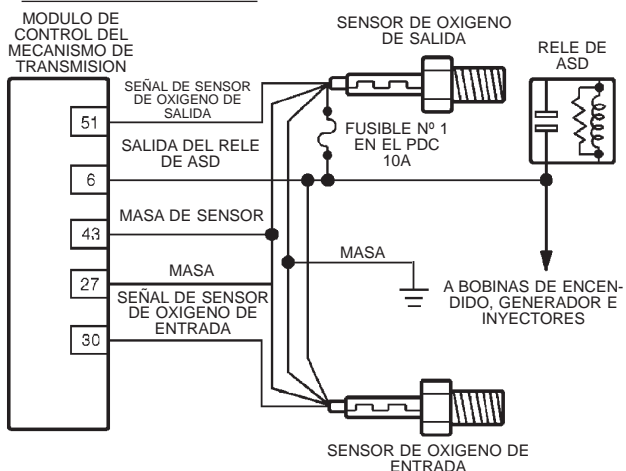 MODULO DE
CONTROL DEL
MECANISMO DE
TRANSMISION
SENSOR DE OXIGENO
DE SALIDA
RELE DE
ASD
SEÑAL DE SENSOR
DE OXIGENO DE
SALIDA
51
FUSIBLE Nº 1
EN EL PDC
10A
SALIDA DEL RELE
DE ASD
6
MASA DE SENSOR
43
MASA
MASA
27
A BOBINAS DE ENCEN-
DIDO, GENERADOR E
INYECTORES
SEÑAL DE SENSOR
DE OXIGENO DE
ENTRADA
30
SENSOR DE OXIGENO DE
ENTRADA